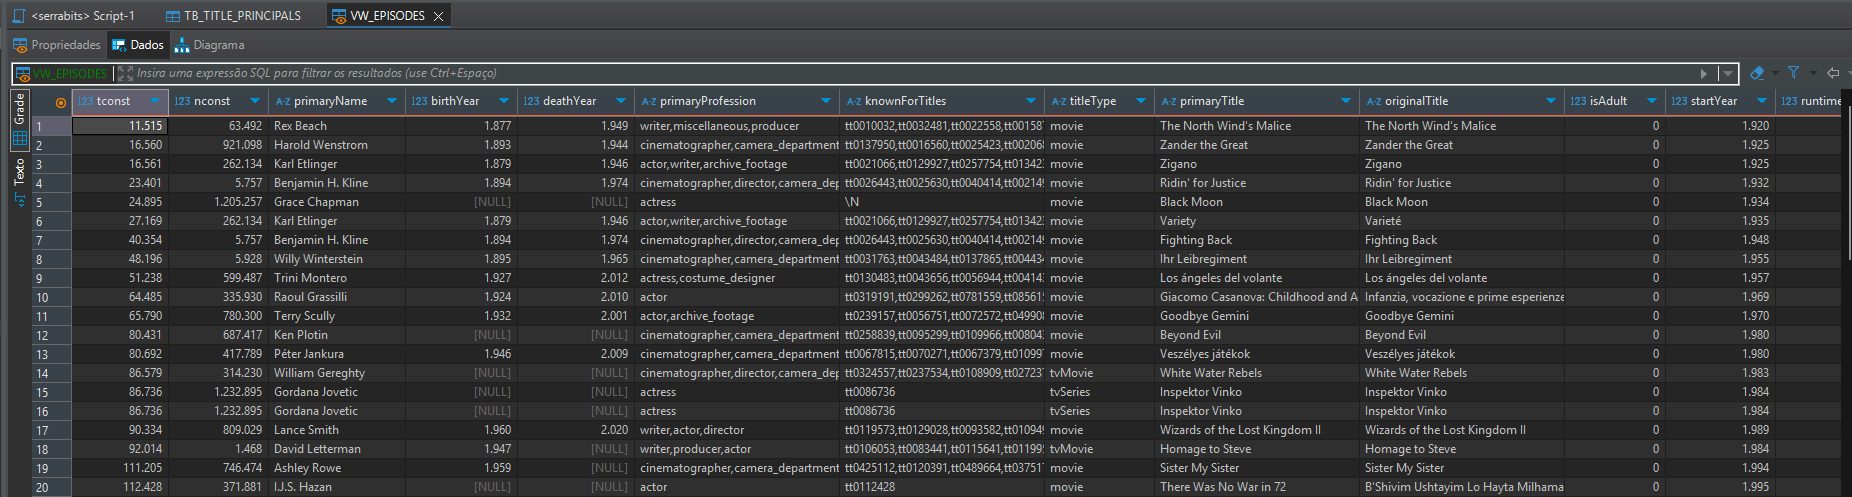 <serrabits> Script-1 TB_TITLE_PRINCIPALS VW_EPISODES
Propriedades Dados Diagrama
VW_EPISODES Insira uma expressão SQL para filtrar os resultados (use Ctrl+Espaço)
Grade
Texto
123 tconst 123 nconst A-Z primaryName 123 birthYear 123 deathYear A-Z primaryProfession A-Z knownForTitles A-Z titleType A-Z primaryTitle A-Z originalTitle 123 isAdult 123 startYear 123 runtime
1 11.515 63.492 Rex Beach 1.877 1.949 writer,miscellaneous,producer tt0010032,tt0032481,tt0022558,tt00158 movie The North Wind's Malice The North Wind's Malice 0 1.920
2 16.560 921.098 Harold Wenstrom 1.893 1.944 cinematographer,camera_department tt0137950,tt0016560,tt0025423,tt00206 movie Zander the Great Zander the Great 0 1.925
3 16.561 262.134 Karl Etlinger 1.879 1.946 actor,writer,archive_footage tt0021066,tt0129927,tt0257754,tt01342 movie Zigano Zigano 0 1.925
4 23.401 5.757 Benjamin H. Kline 1.894 1.974 cinematographer,director,camera_dep tt0026443,tt0025630,tt0040414,tt002149 movie Ridin' for Justice Ridin' for Justice 0 1.932
5 24.895 1.205.257 Grace Chapman [NULL] [NULL] actress \N movie Black Moon Black Moon 0 1.934
6 27.169 262.134 Karl Etlinger 1.879 1.946 actor,writer,archive_footage tt0021066,tt0129927,tt0257754,tt01342 movie Variety Varieté 0 1.935
7 40.354 5.757 Benjamin H. Kline 1.894 1.974 cinematographer,director,camera_dep tt0026443,tt0025630,tt0040414,tt002149 movie Fighting Back Fighting Back 0 1.948
8 48.196 5.928 Willy Winterstein 1.895 1.965 cinematographer,camera_department tt0031763,tt0043484,tt0137865,tt00443 movie Ihr Leibregiment Ihr Leibregiment 0 1.955
9 51.238 599.487 Trini Montero 1.927 2.012 actress,costume_designer tt0130483,tt0043656,tt0056944,tt00414 movie Los ángeles del volante Los ángeles del volante 0 1.957
10 64.485 335.930 Raoul Grassilli 1.924 2.010 actor tt0319191,tt0299262,tt0781559,tt08561 movie Giacomo Casanova: Childhood and A Infanzia, vocazione e prime esperienze 0 1.969
11 65.790 780.300 Terry Scully 1.932 2.001 actor,archive_footage tt0239157,tt0056751,tt0072572,tt04990 movie Goodbye Gemini Goodbye Gemini 0 1.970
12 80.431 687.417 Ken Plotin [NULL] [NULL] cinematographer,camera_department tt0258839,tt0095299,tt0109966,tt00804 movie Beyond Evil Beyond Evil 0 1.980
13 80.692 417.789 Péter Jankura 1.946 2.009 cinematographer,camera_department tt0067815,tt0070271,tt0067379,tt01099 movie Veszélyes játékok Veszélyes játékok 0 1.980
14 86.579 314.230 William Gereghty [NULL] [NULL] cinematographer,director,camera_dep tt0324557,tt0237534,tt0108909,tt02723 tvMovie White Water Rebels White Water Rebels 0 1.983
15 86.736 1.232.895 Gordana Jovetic [NULL] [NULL] actress tt0086736 tvSeries Inspektor Vinko Inspektor Vinko 0 1.984
16 86.736 1.232.895 Gordana Jovetic [NULL] [NULL] actress tt0086736 tvSeries Inspektor Vinko Inspektor Vinko 0 1.984
17 90.334 809.029 Lance Smith 1.960 2.020 writer,actor,director tt0119573,tt0129028,tt0093582,tt01094 movie Wizards of the Lost Kingdom II Wizards of the Lost Kingdom II 0 1.989
18 92.014 1.468 David Letterman 1.947 [NULL] writer,producer,actor tt0106053,tt0083441,tt0115641,tt01199 tvMovie Homage to Steve Homage to Steve 0 1.984
19 111.205 746.474 Ashley Rowe 1.959 [NULL] cinematographer,camera_department tt0425112,tt0120391,tt0489664,tt03751 movie Sister My Sister Sister My Sister 0 1.994
20 112.428 371.881 I.J.S. Hazan [NULL] [NULL] actor tt0112428 movie There Was No War in 72 B'Shivim Ushtayim Lo Hayta Milhama 0 1.995